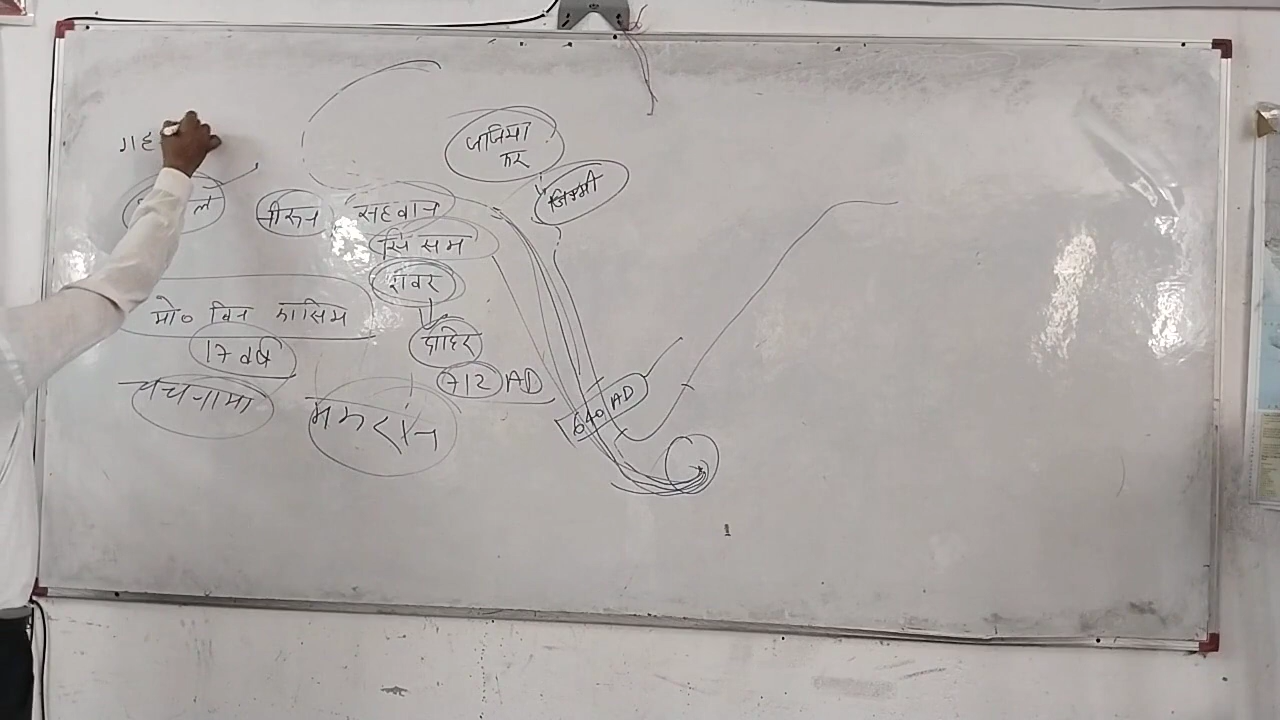 जजिया
कर
जिम्मी
नीरून सहवान
सिसम
रावर
मो० बिन कासिम
दाहिर
17 वर्ष
712 AD
चचनामा
640 AD
मकरान